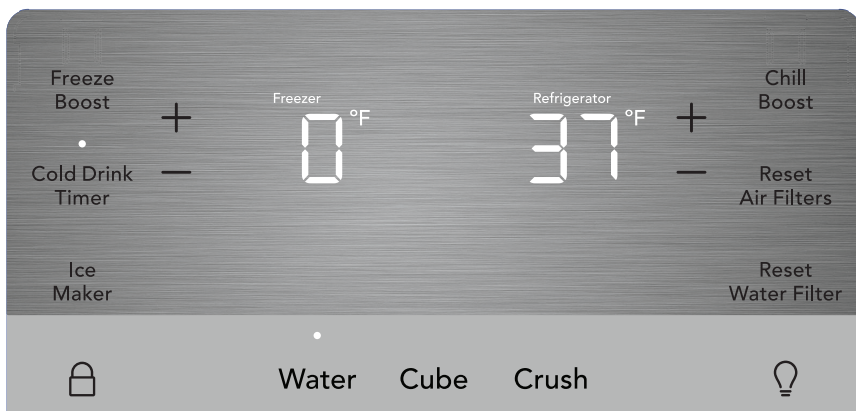 Freeze
Boost
Cold Drink
Timer
Ice
Maker
+
−
Freezer
0 °F
Refrigerator
37 °F
+
−
Chill
Boost
Reset
Air Filters
Reset
Water Filter
Water Cube Crush